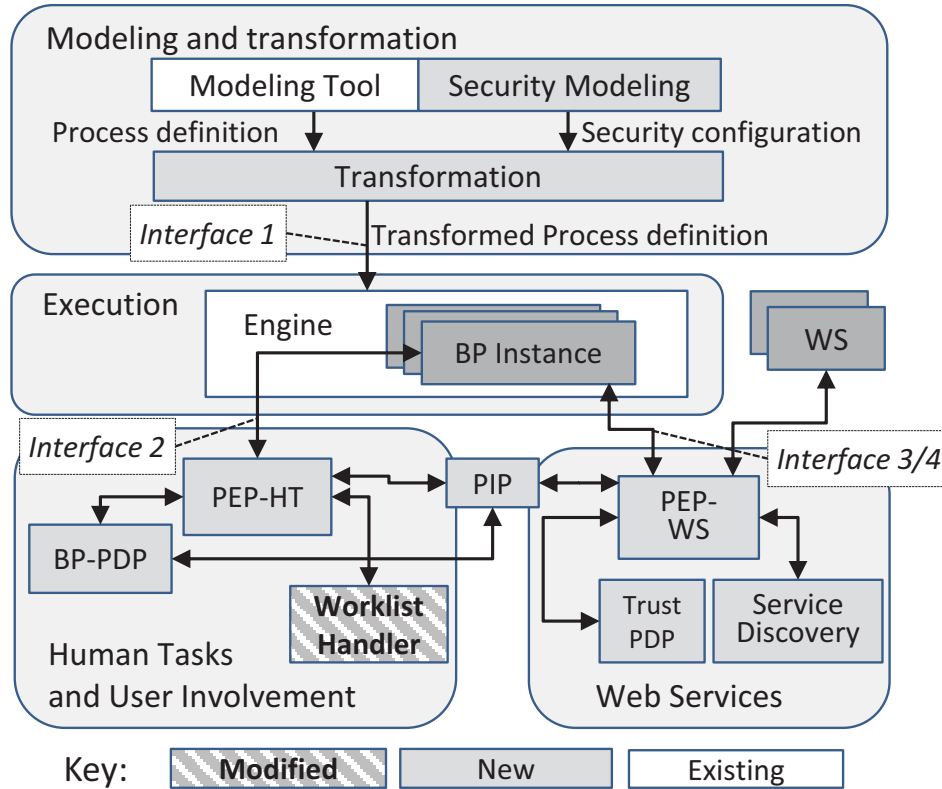 Modeling and transformation
Modeling Tool
Security Modeling
Process definition
Security configuration
Transformation
Interface 1
Transformed Process definition
Execution
Engine
BP Instance
WS
Interface 2
Interface 3/4
PEP-HT
PIP
PEP-
WS
BP-PDP
Worklist
Handler
Trust
PDP
Service
Discovery
Human Tasks
and User Involvement
Web Services
Key:
Modified
New
Existing